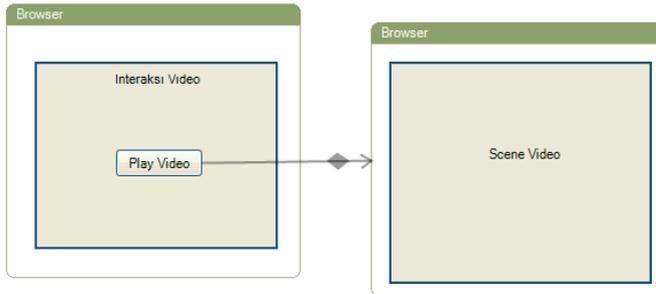 Browser
Interaksi Video
Play Video
Browser
Scene Video